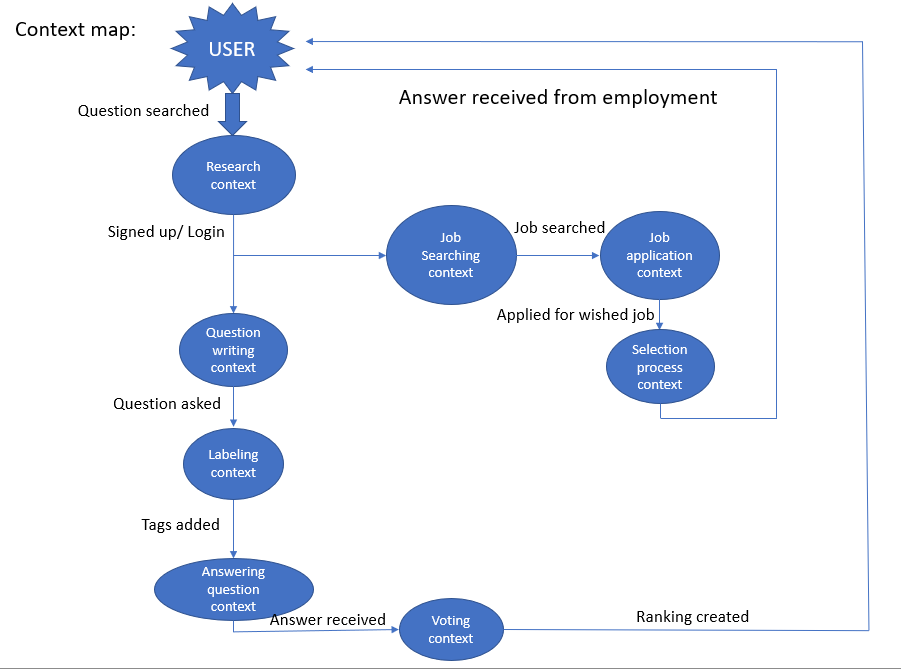 Context map:
USER
Question searched
Answer received from employment
Research
context
Signed up/ Login
Job
Searching
context
Job searched
Job
application
context
Applied for wished job
Question
writing
context
Selection
process
context
Question asked
Labeling
context
Tags added
Answering
question
context
Answer received
Voting
context
Ranking created